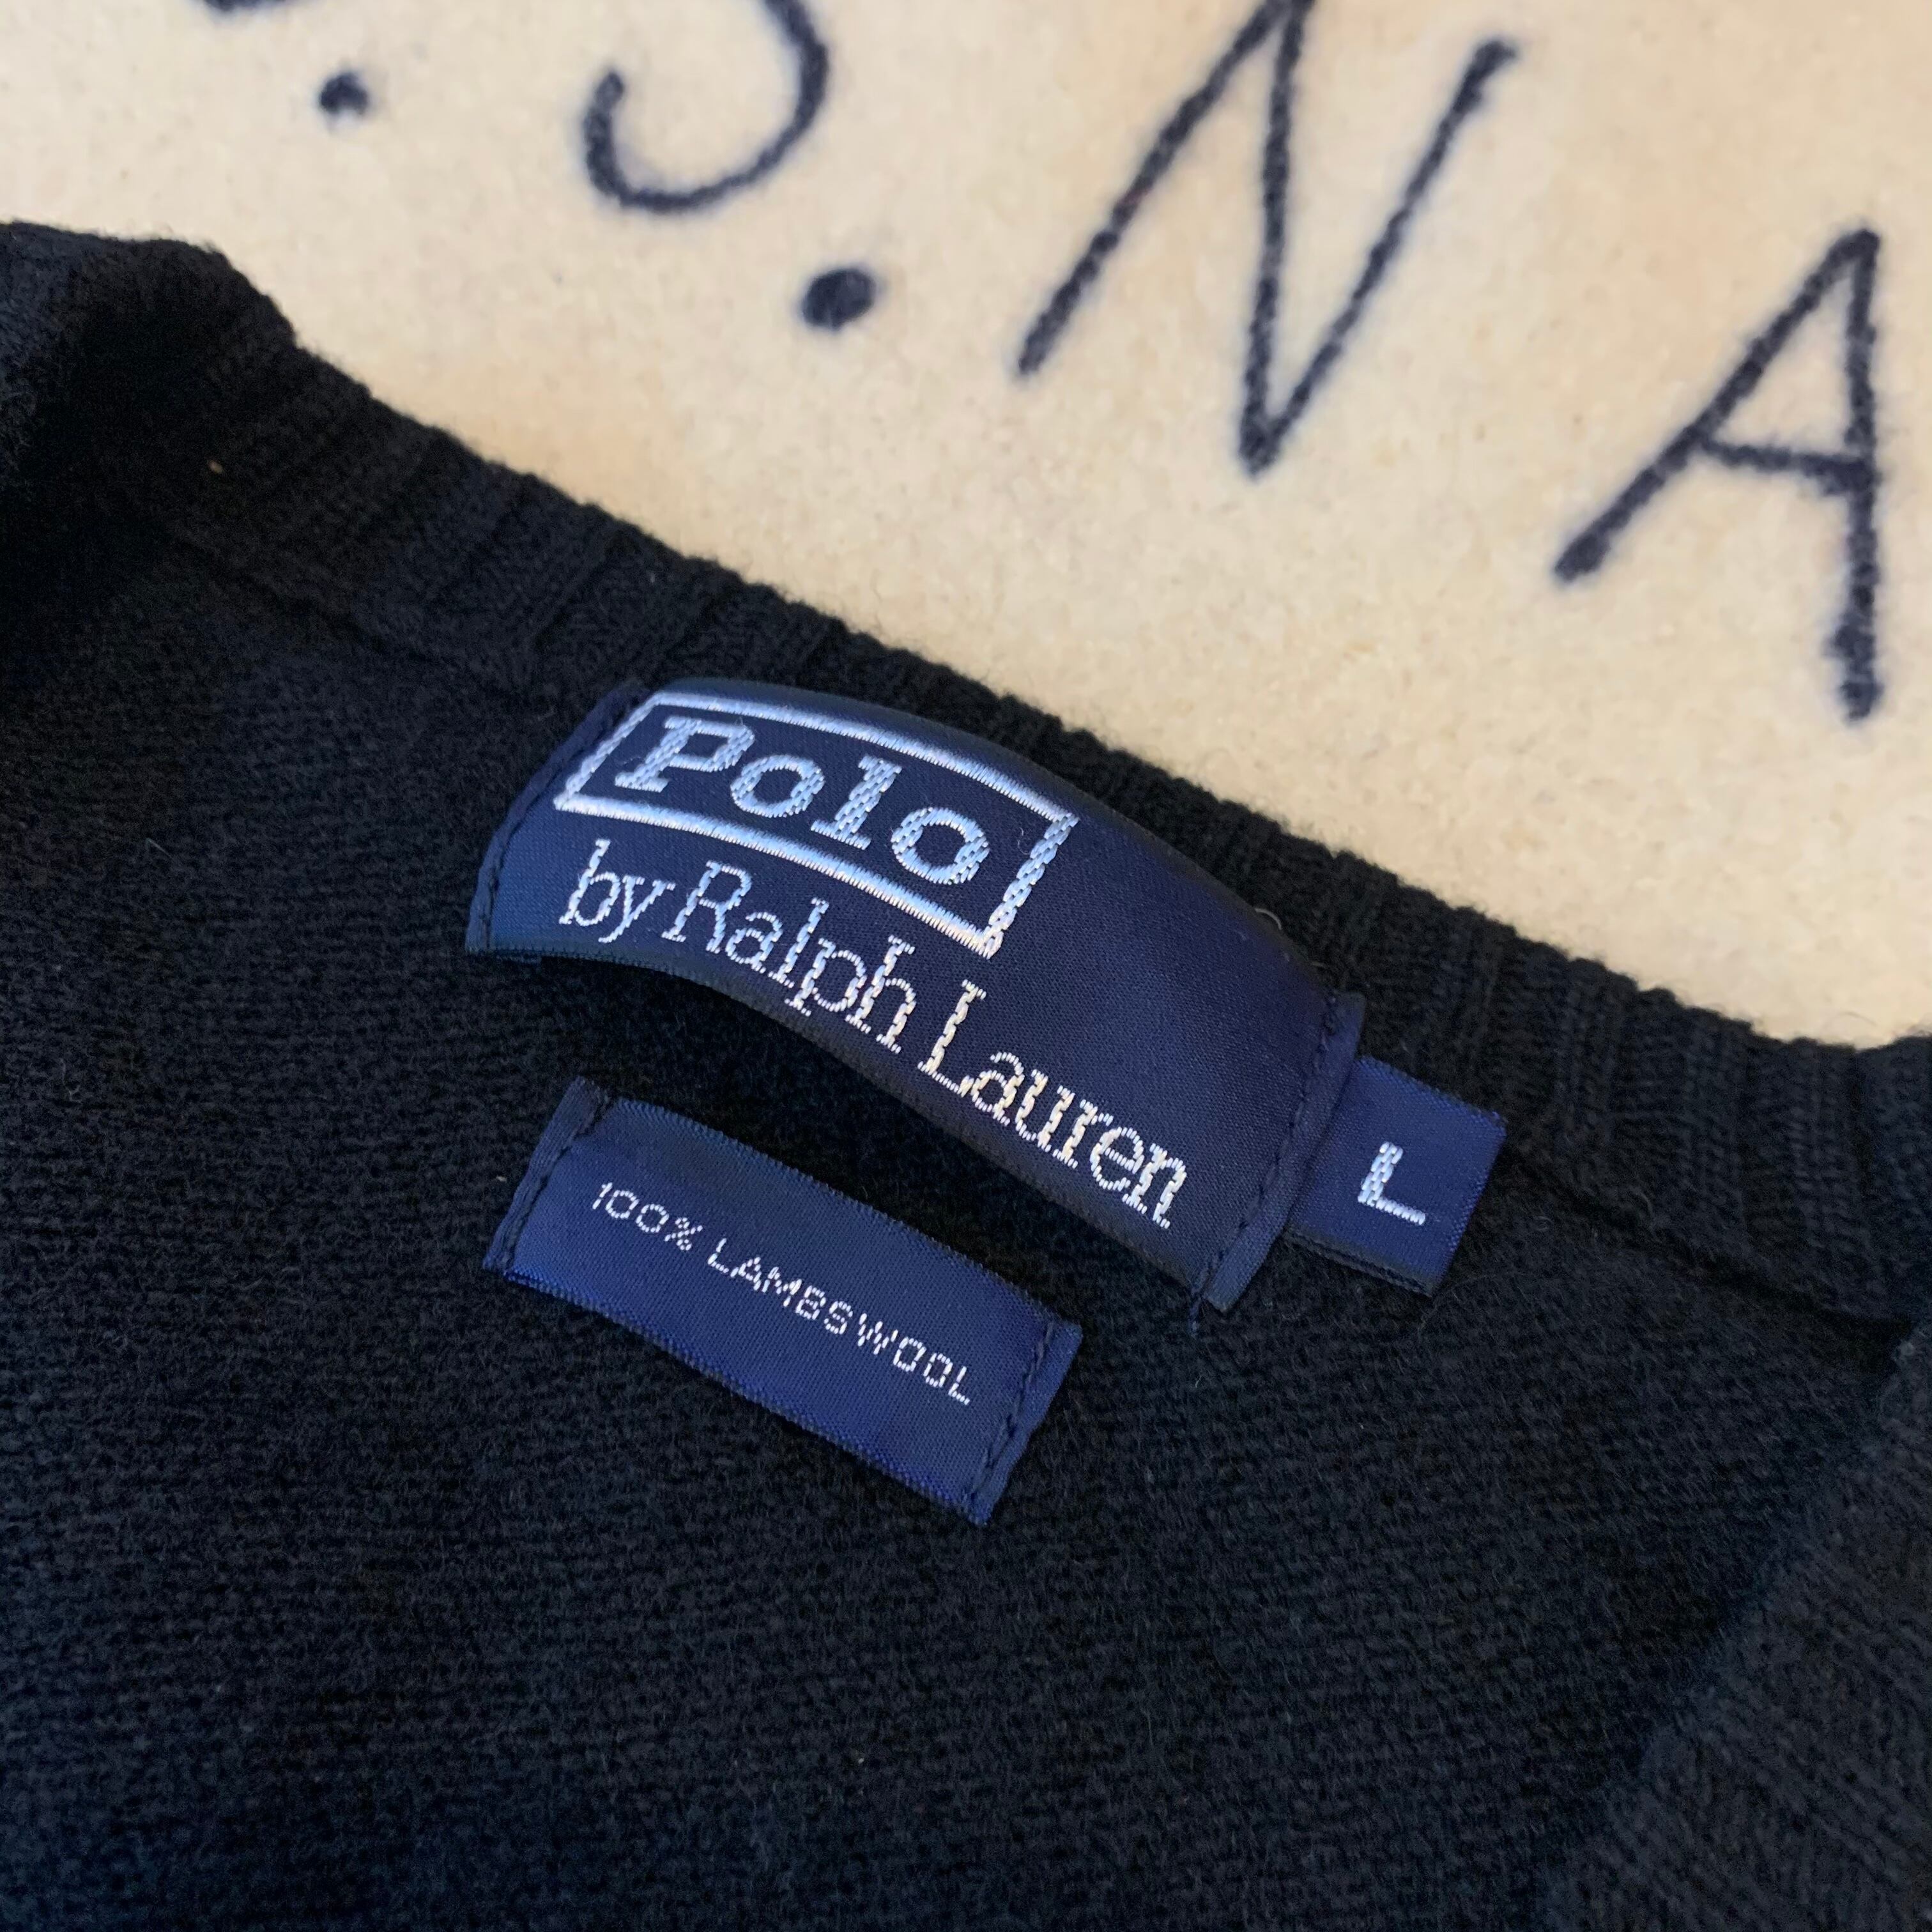 . S . N A
Polo
by Ralph Lauren
L
100% LAMBSWOOL